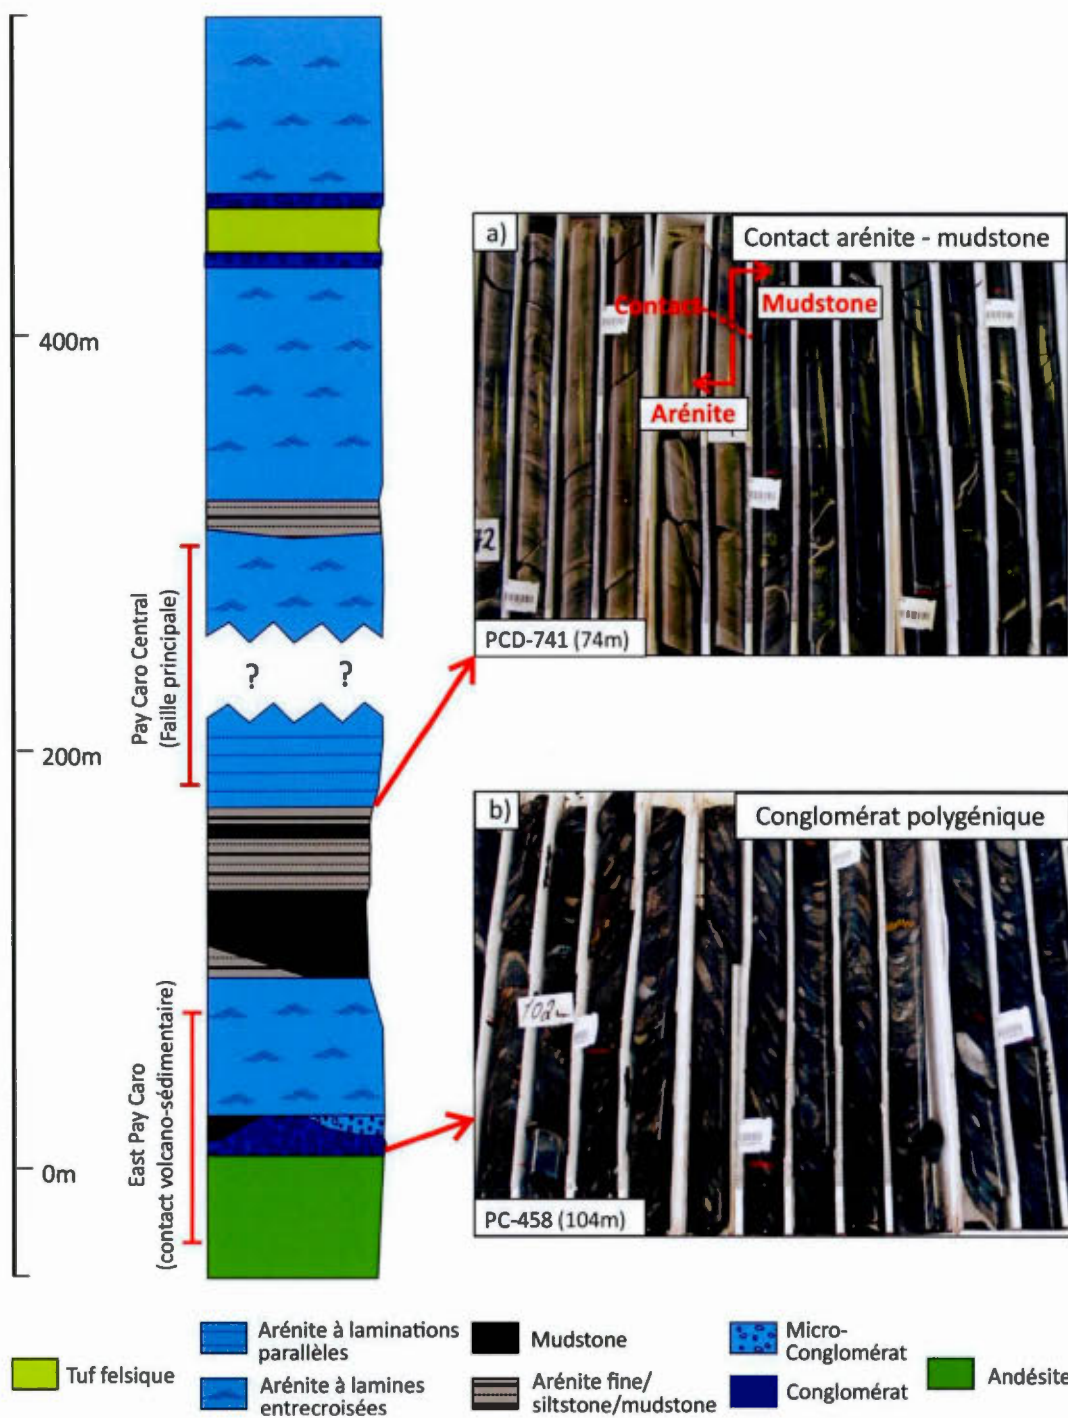 400m
200m
0m
Pay Caro Central
(Faille principale)
East Pay Caro
(contact volcano-sédimentaire)
?
?
a)
Contact arénite - mudstone
Contact
Mudstone
Arénite
72
PCD-741 (74m)
b)
Conglomérat polygénique
102
PC-458 (104m)
Tuf felsique
Arénite à laminations
parallèles
Arénite à lamines
entrecroisées
Mudstone
Arénite fine/
siltstone/mudstone
Micro-
Conglomérat
Conglomérat
Andésite